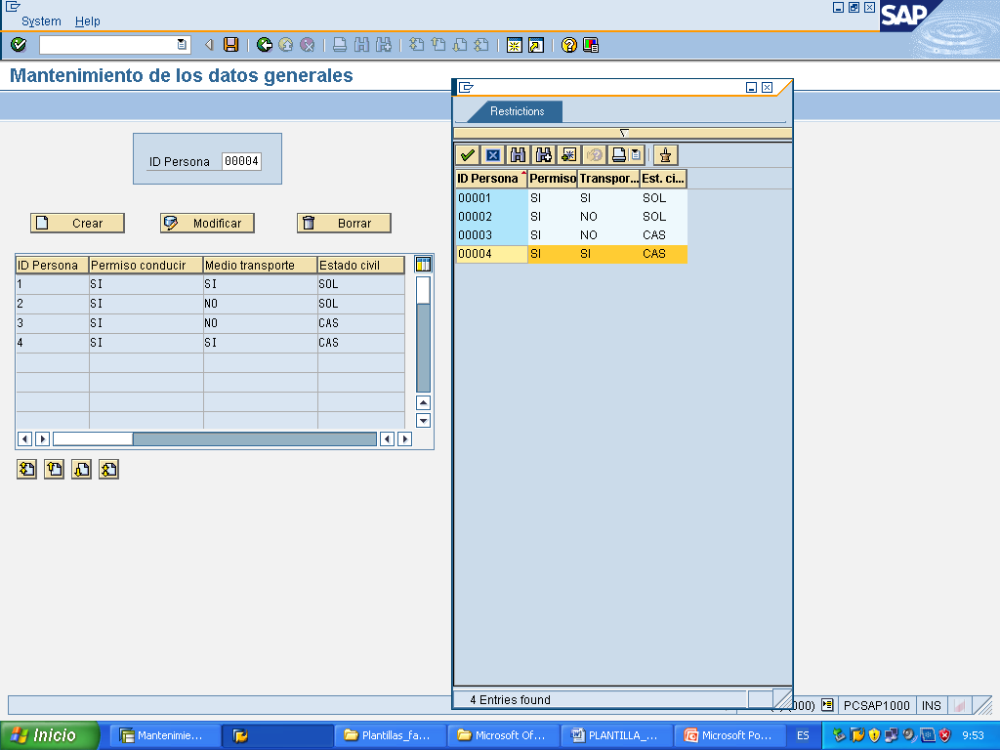 System Help
SAP
Mantenimiento de los datos generales
ID Persona 00004
Crear Modificar Borrar
ID Persona Permiso conducir Medio transporte Estado civil
1 SI SI SOL
2 SI NO SOL
3 SI NO CAS
4 SI SI CAS
Restrictions
ID Persona Permiso Transpor... Est. ci...
00001 SI SI SOL
00002 SI NO SOL
00003 SI NO CAS
00004 SI SI CAS
4 Entries found
000) PCSAP1000 INS
Inicio Mantenimie... Plantillas_fa... Microsoft Of... PLANTILLA_... Microsoft Po... ES 9:53